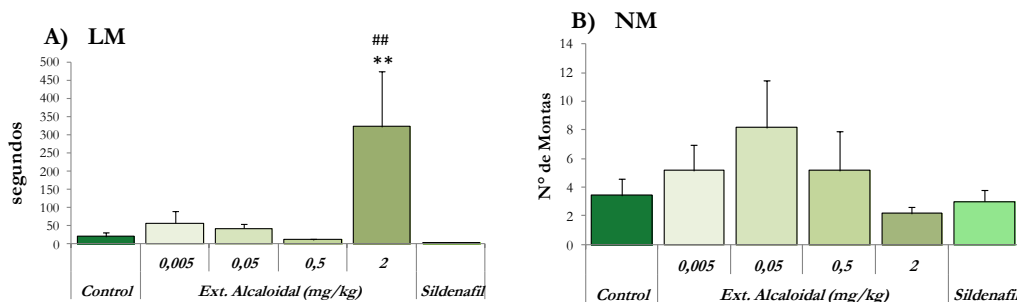 A) LM
##
**
segundos
500
450
400
350
300
250
200
150
100
50
0
0,005 0,05 0,5 2
Control Ext. Alcaloidal (mg/kg) Sildenafil
B) NM
N° de Montas
14
12
10
8
6
4
2
0
0,005 0,05 0,5 2
Control Ext. Alcaloidal (mg/kg) Sildenafil